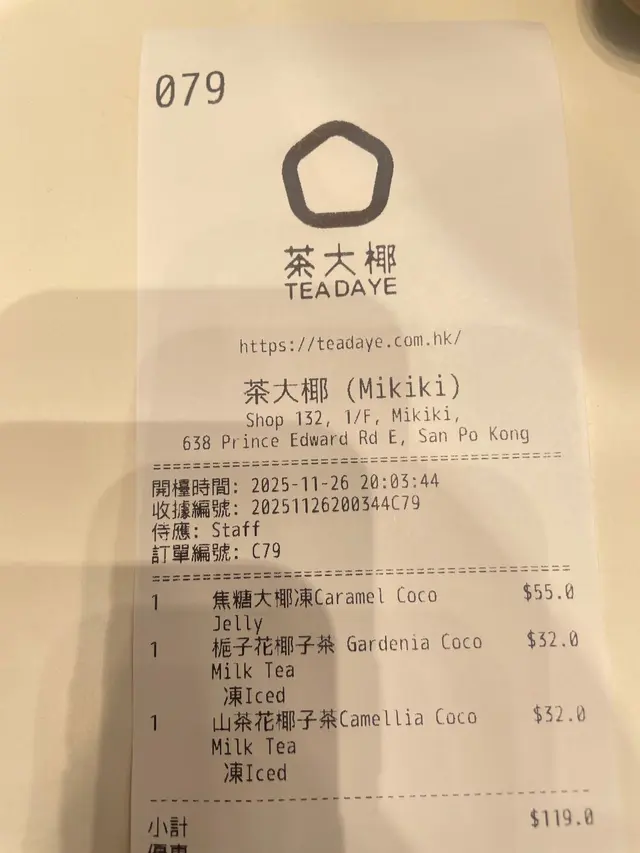 079
茶大椰
TEADAYE
https://teadaye.com.hk/
茶大椰 (Mikiki)
Shop 132, 1/F, Mikiki,
638 Prince Edward Rd E, San Po Kong
開檯時間: 2025-11-26 20:03:44
收據編號: 20251126200344C79
侍應: Staff
訂單編號: C79
1 焦糖大椰凍Caramel Coco $55.0
Jelly
1 梔子花椰子茶 Gardenia Coco $32.0
Milk Tea
凍Iced
1 山茶花椰子茶Camellia Coco $32.0
Milk Tea
凍Iced
小計 $119.0